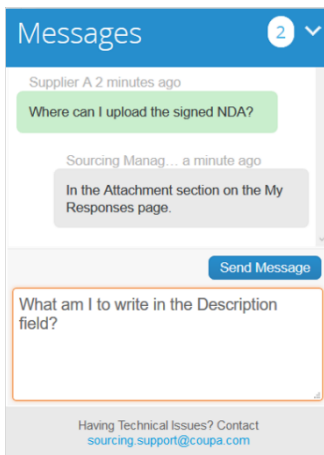 Messages
2
Supplier A 2 minutes ago
Where can I upload the signed NDA?
Sourcing Manag... a minute ago
In the Attachment section on the My
Responses page.
Send Message
What am I to write in the Description
field?
Having Technical Issues? Contact
sourcing.support@coupa.com